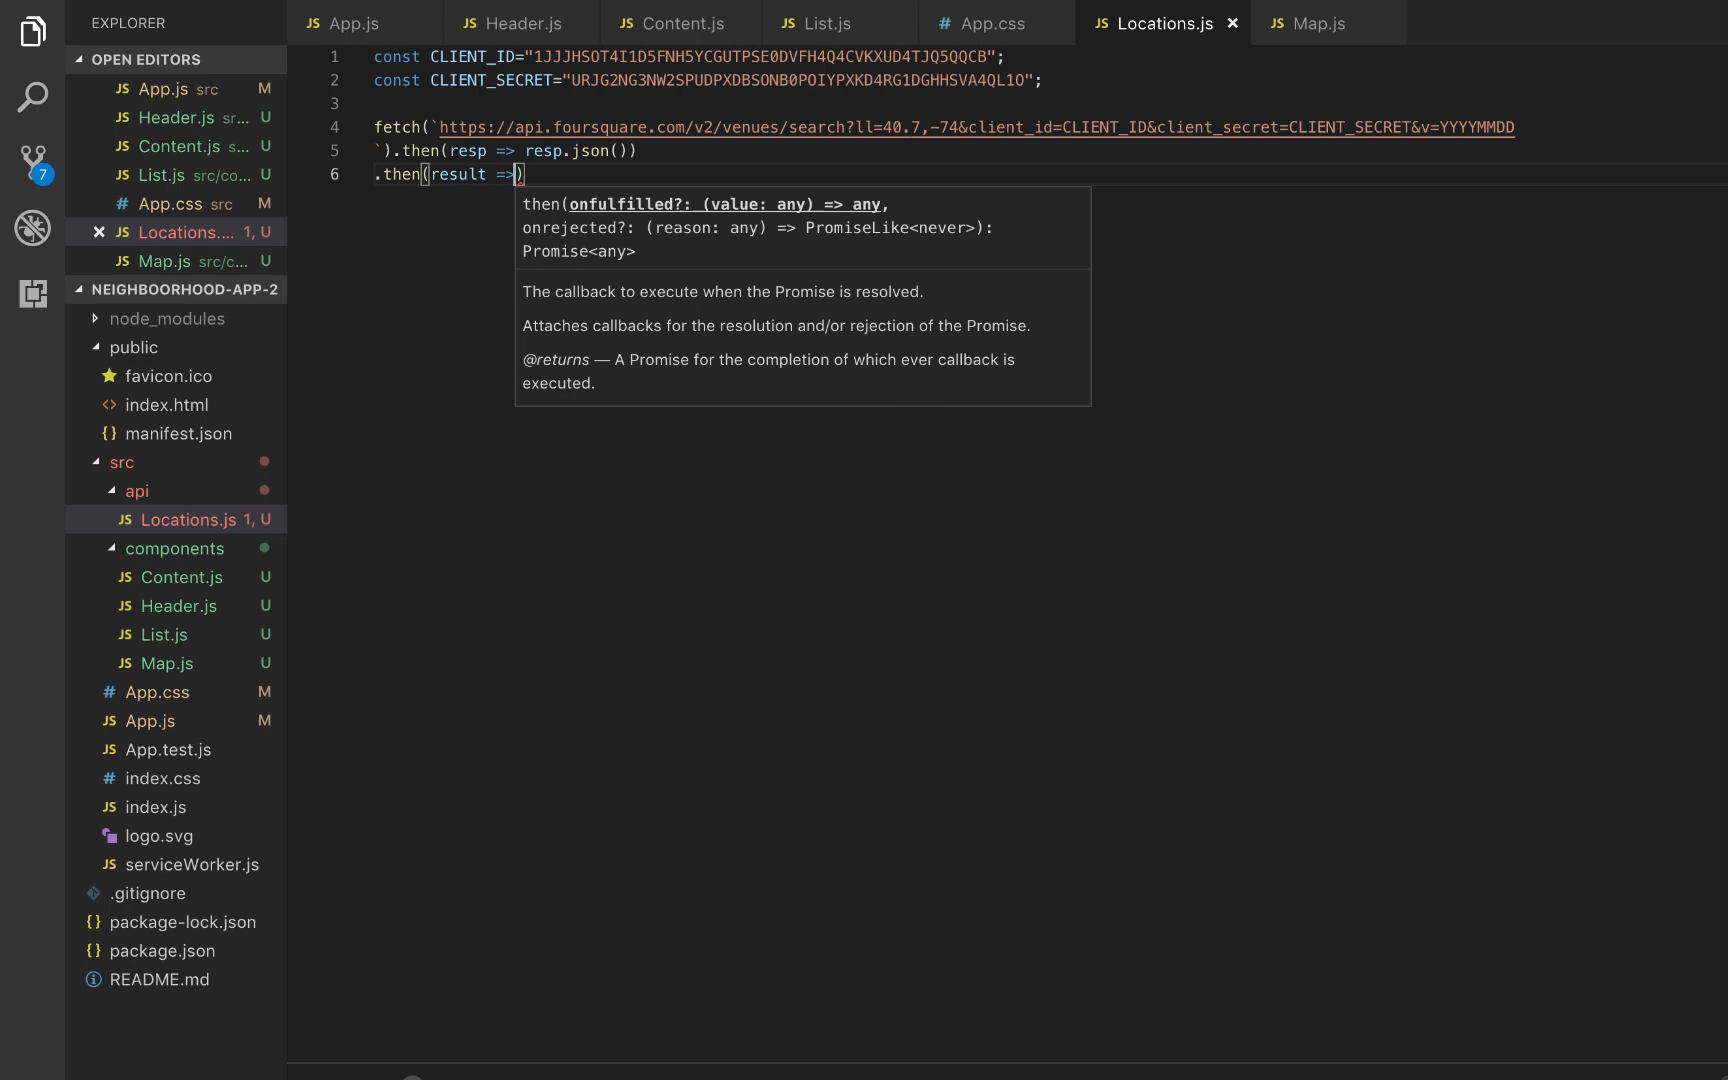 EXPLORER
OPEN EDITORS
JS App.js src M
JS Header.js sr... U
JS Content.js s... U
JS List.js src/co... U
# App.css src M
JS Locations.... 1, U
JS Map.js src/c... U
NEIGHBOORHOOD-APP-2
node_modules
public
favicon.ico
<> index.html
{} manifest.json
src
api
JS Locations.js 1, U
components
JS Content.js U
JS Header.js U
JS List.js U
JS Map.js U
# App.css M
JS App.js M
JS App.test.js
# index.css
JS index.js
logo.svg
JS serviceWorker.js
.gitignore
{} package-lock.json
{} package.json
README.md
7
JS App.js JS Header.js JS Content.js JS List.js # App.css JS Locations.js × JS Map.js
1 const CLIENT_ID="1JJJHSOT4I1D5FNH5YCGUTPSE0DVFH4Q4CVKXUD4TJQ5QQCB";
2 const CLIENT_SECRET="URJG2NG3NW2SPUDPXDBSONB0POIYPXKD4RG1DGHHSVA4QL1O";
3
4 fetch(`https://api.foursquare.com/v2/venues/search?ll=40.7,-74&client_id=CLIENT_ID&client_secret=CLIENT_SECRET&v=YYYYMMDD
5 `).then(resp => resp.json())
6 .then(result =>)
then(onfulfilled?: (value: any) => any,
onrejected?: (reason: any) => PromiseLike<never>):
Promise<any>
The callback to execute when the Promise is resolved.
Attaches callbacks for the resolution and/or rejection of the Promise.
@returns — A Promise for the completion of which ever callback is
executed.